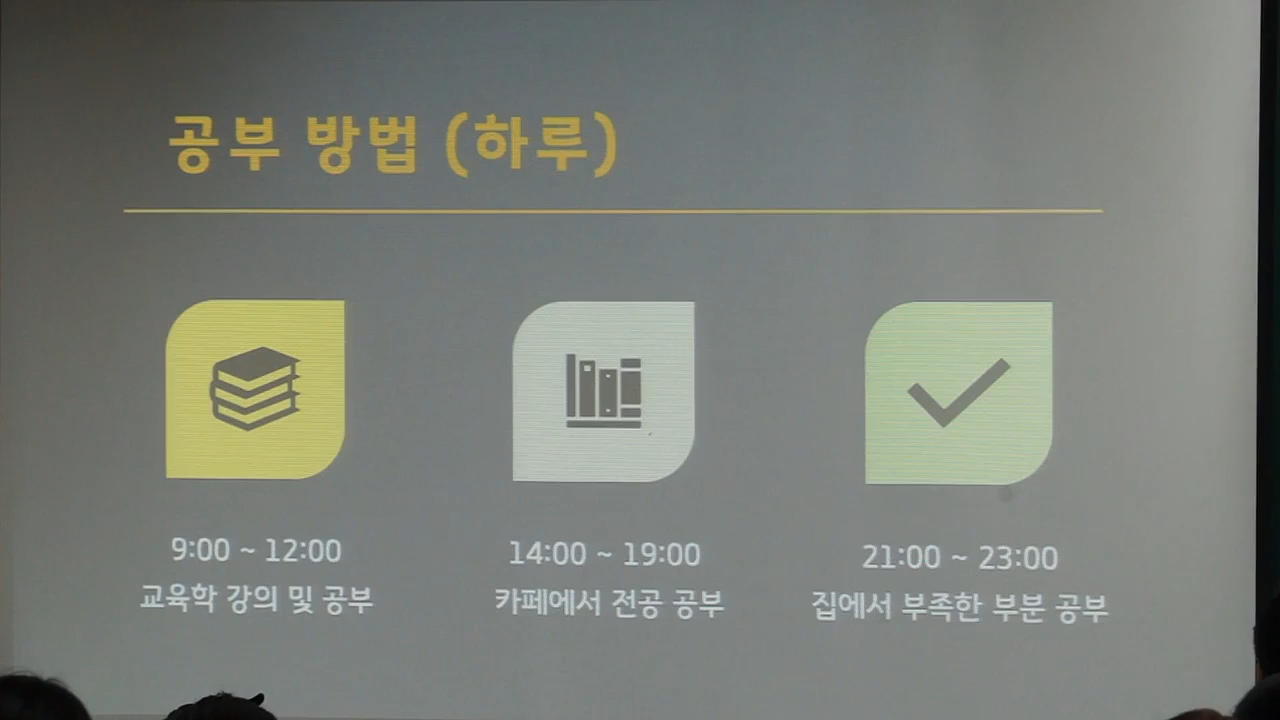 공부 방법 (하루)
9:00 ~ 12:00
교육학 강의 및 공부
14:00 ~ 19:00
카페에서 전공 공부
21:00 ~ 23:00
집에서 부족한 부분 공부